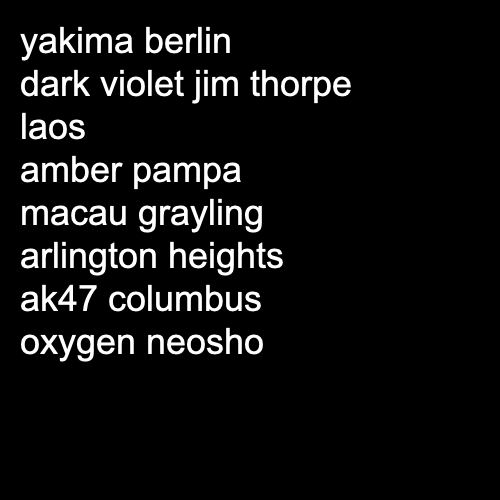 yakima berlin
dark violet jim thorpe
laos
amber pampa
macau grayling
arlington heights
ak47 columbus
oxygen neosho